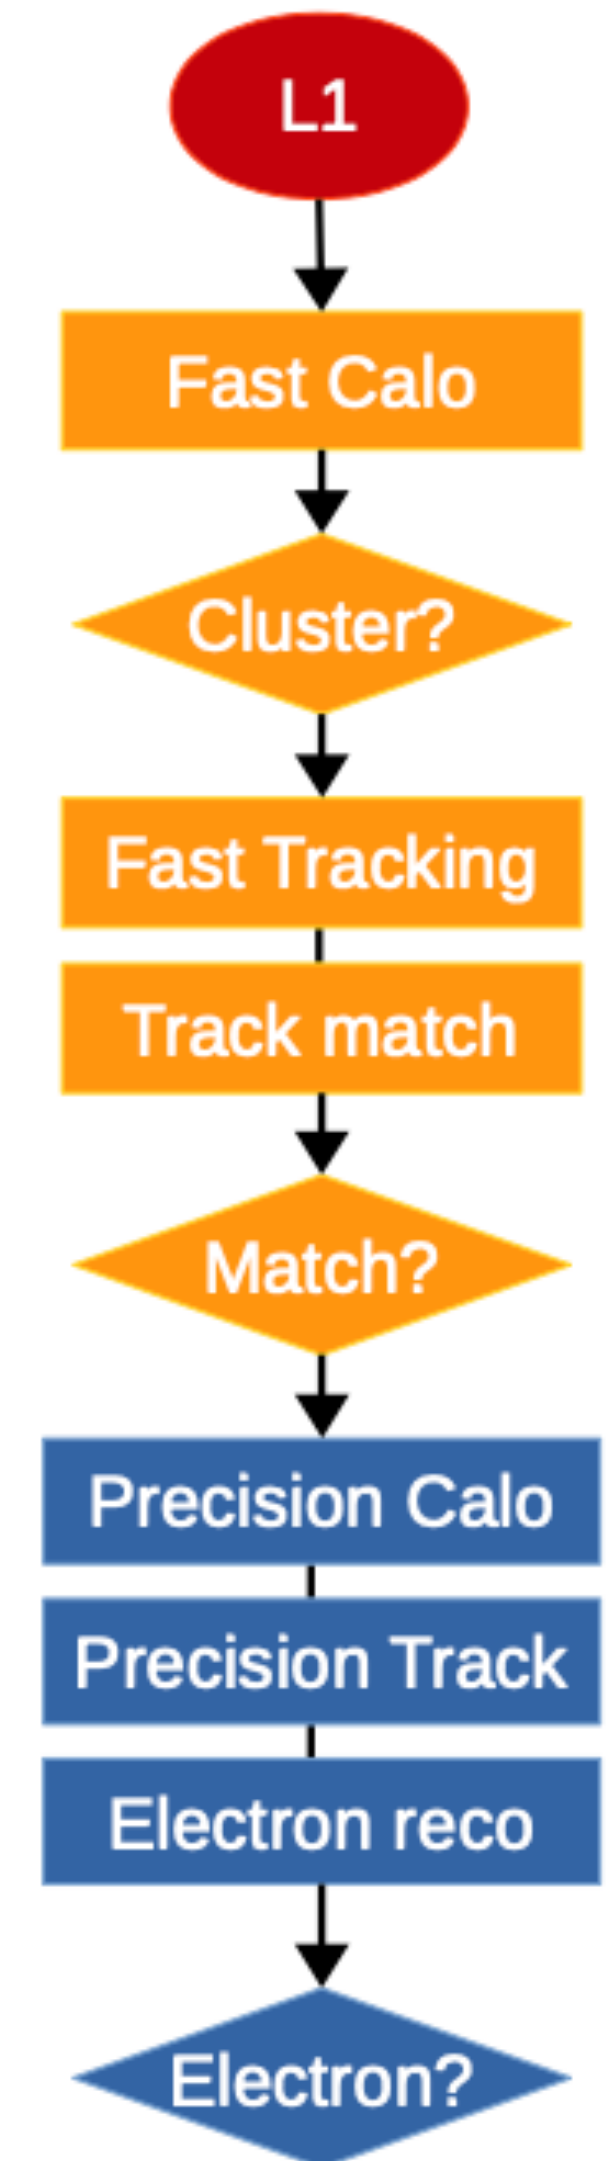 L1
Fast Calo
Cluster?
Fast Tracking
Track match
Match?
Precision Calo
Precision Track
Electron reco
Electron?